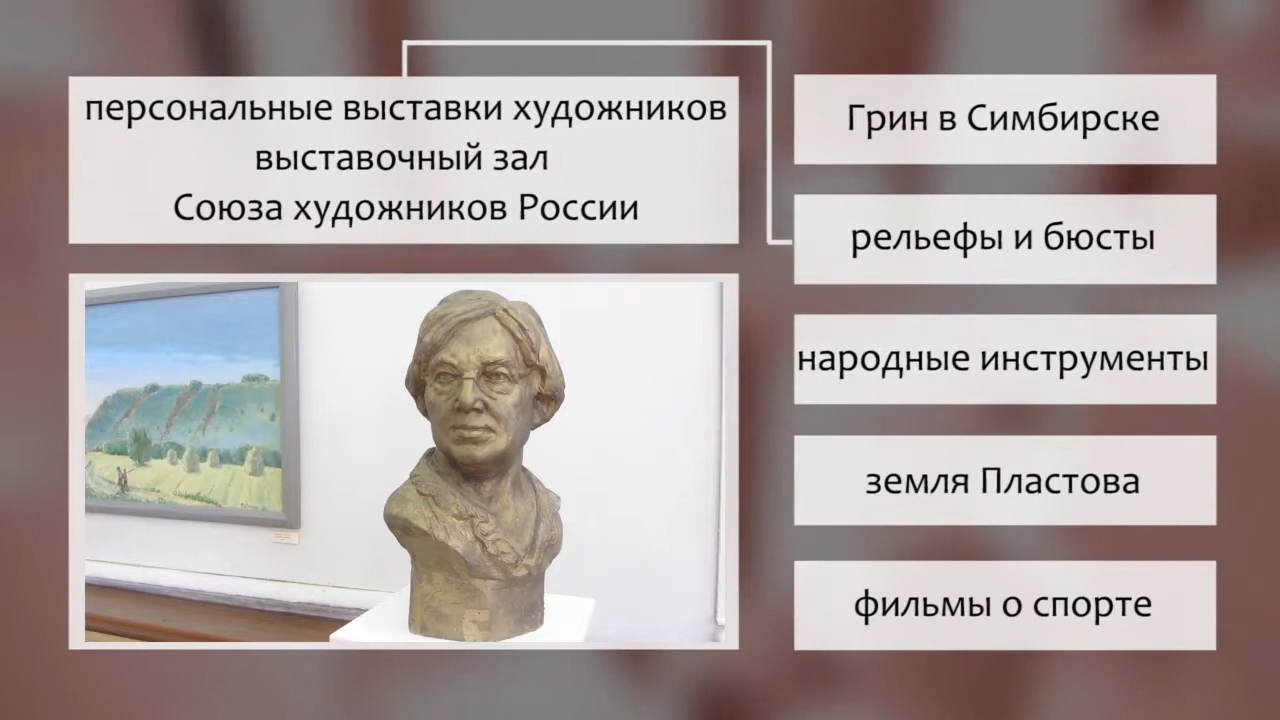 персональные выставки художников
выставочный зал
Союза художников России
Грин в Симбирске
рельефы и бюсты
народные инструменты
земля Пластова
фильмы о спорте